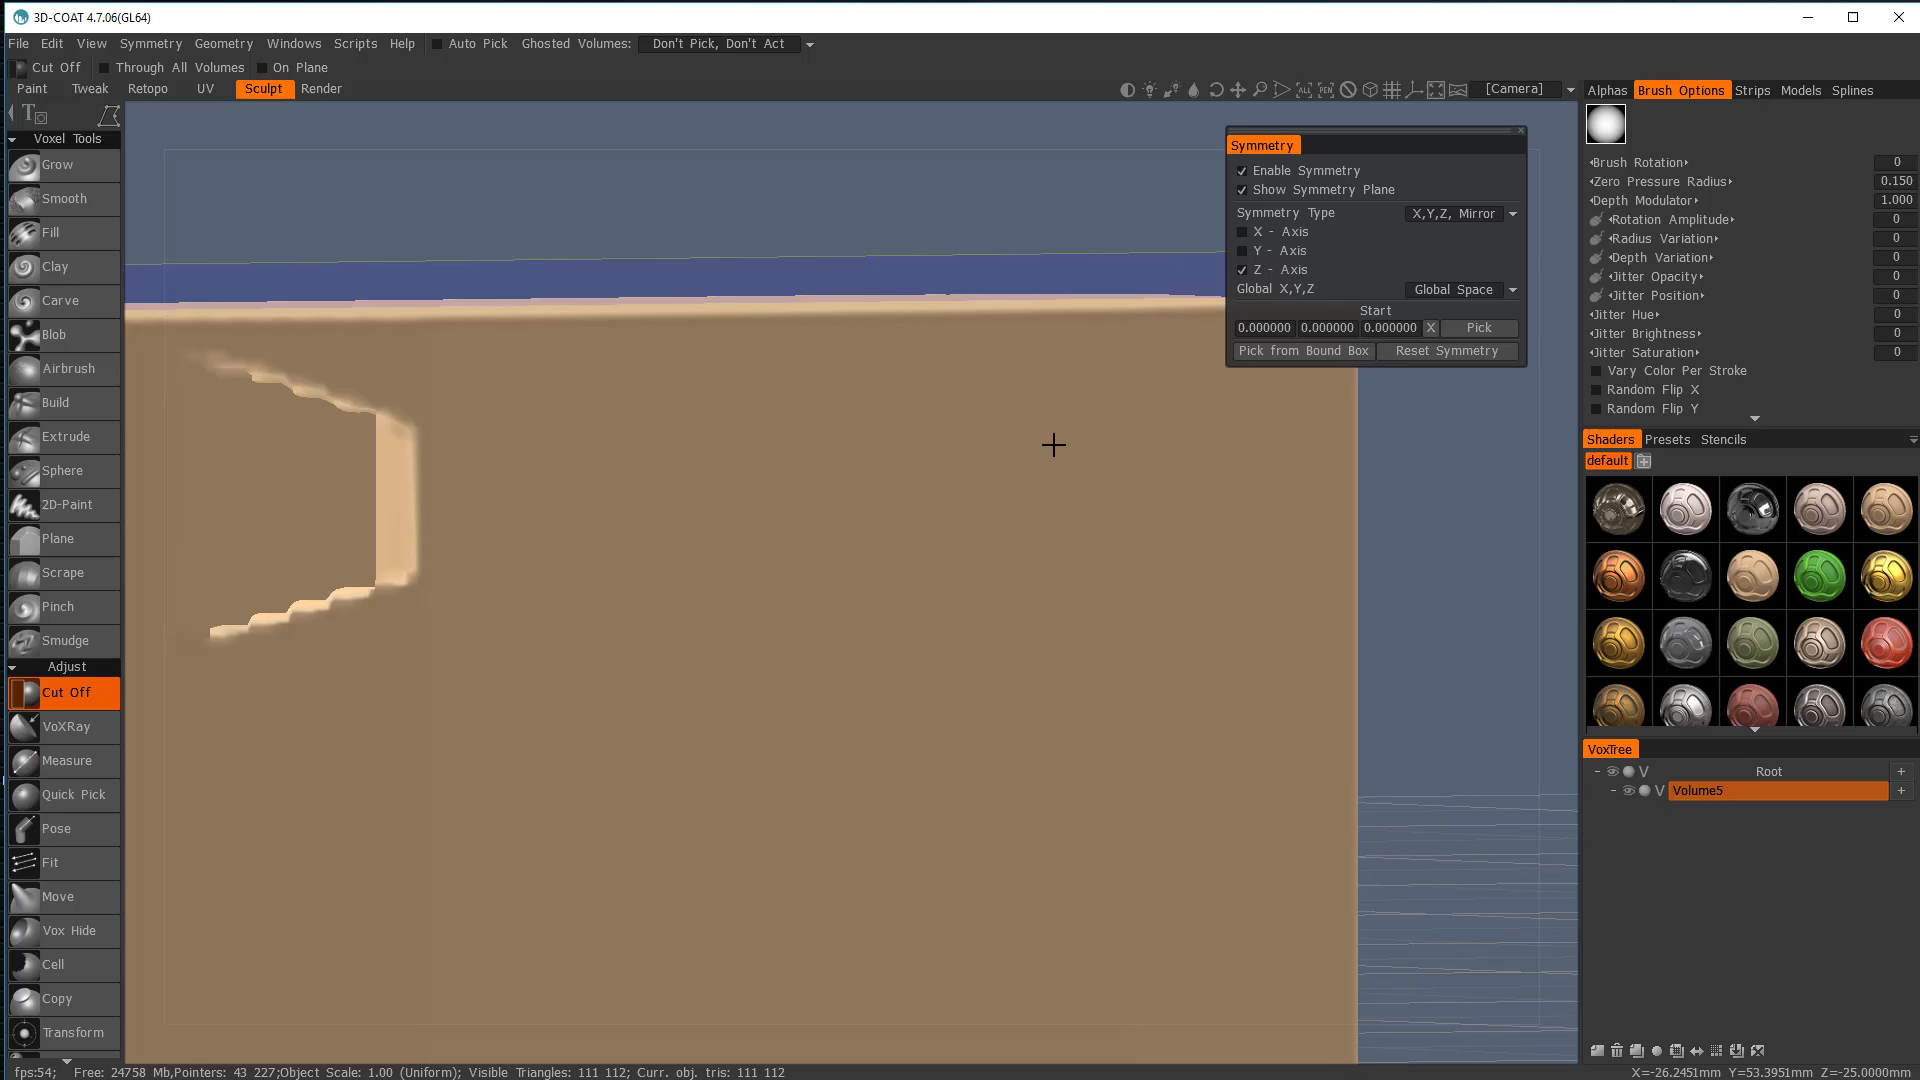 3D-COAT 4.7.06(GL64)
File Edit View Symmetry Geometry Windows Scripts Help Auto Pick Ghosted Volumes: Don't Pick, Don't Act
Cut Off Through All Volumes On Plane
Paint Tweak Retopo UV Sculpt Render [Camera]
Voxel Tools
Grow
Smooth
Fill
Clay
Carve
Blob
Airbrush
Build
Extrude
Sphere
2D-Paint
Plane
Scrape
Pinch
Smudge
Adjust
Cut Off
VoXRay
Measure
Quick Pick
Pose
Fit
Move
Vox Hide
Cell
Copy
Transform
Symmetry
Enable Symmetry
Show Symmetry Plane
Symmetry Type X,Y,Z, Mirror
X - Axis
Y - Axis
Z - Axis
Global X,Y,Z Global Space
Start
0.000000 0.000000 0.000000 X Pick
Pick from Bound Box Reset Symmetry
Alphas Brush Options Strips Models Splines
Brush Rotation 0
Zero Pressure Radius 0.150
Depth Modulator 1.000
Rotation Amplitude 0
Radius Variation 0
Depth Variation 0
Jitter Opacity 0
Jitter Position 0
Jitter Hue 0
Jitter Brightness 0
Jitter Saturation 0
Vary Color Per Stroke
Random Flip X
Random Flip Y
Shaders Presets Stencils
default
VoxTree
V Root +
V Volume5 +
fps:54; Free: 24758 Mb,Pointers: 43 227;Object Scale: 1.00 (Uniform); Visible Triangles: 111 112; Curr. obj. tris: 111 112 X=-26.2451mm Y=53.3951mm Z=-25.0000mm